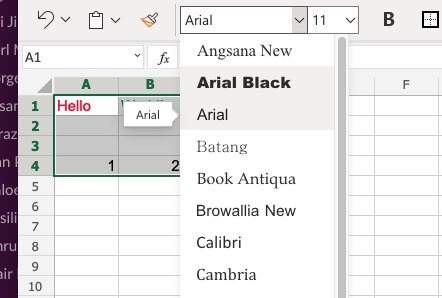 Arial 11 B
A1 fx
Angsana New
Arial Black
Arial
Batang
Book Antiqua
Browallia New
Calibri
Cambria
Arial
A B F
1 Hello
2
3
4 1 2
5
6
7
8
9
10